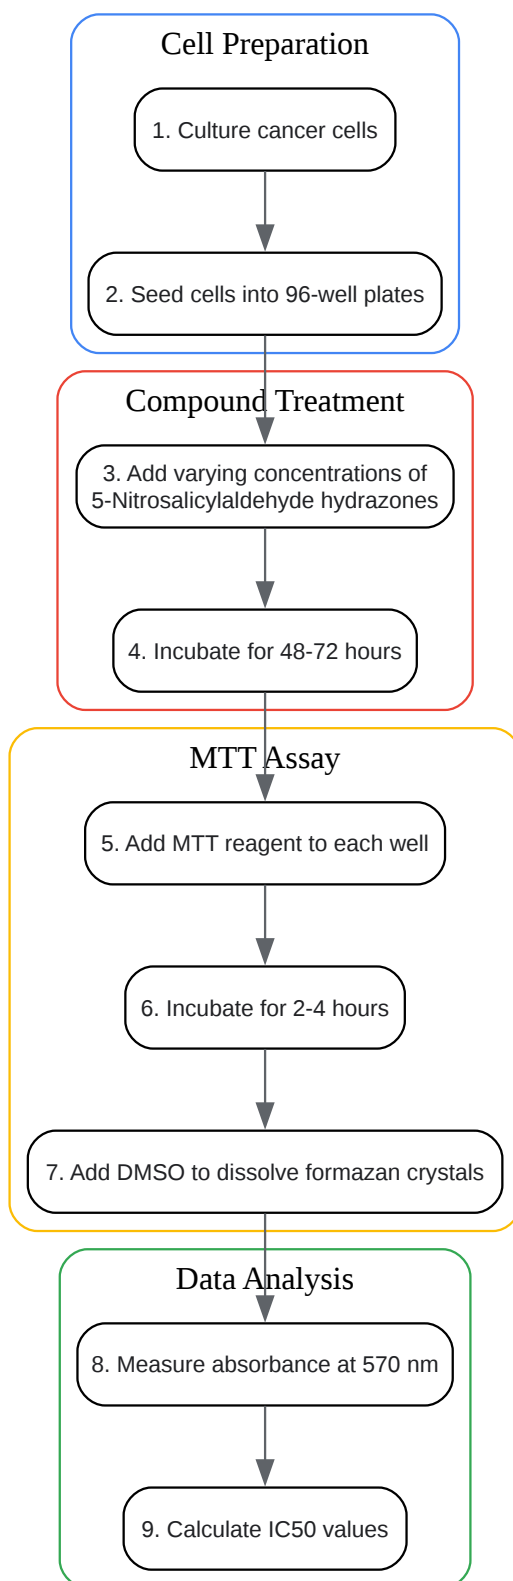 Cell Preparation
1. Culture cancer cells
2. Seed cells into 96-well plates
Compound Treatment
3. Add varying concentrations of
5-Nitrosalicylaldehyde hydrazones
4. Incubate for 48-72 hours
MTT Assay
5. Add MTT reagent to each well
6. Incubate for 2-4 hours
7. Add DMSO to dissolve formazan crystals
Data Analysis
8. Measure absorbance at 570 nm
9. Calculate IC50 values